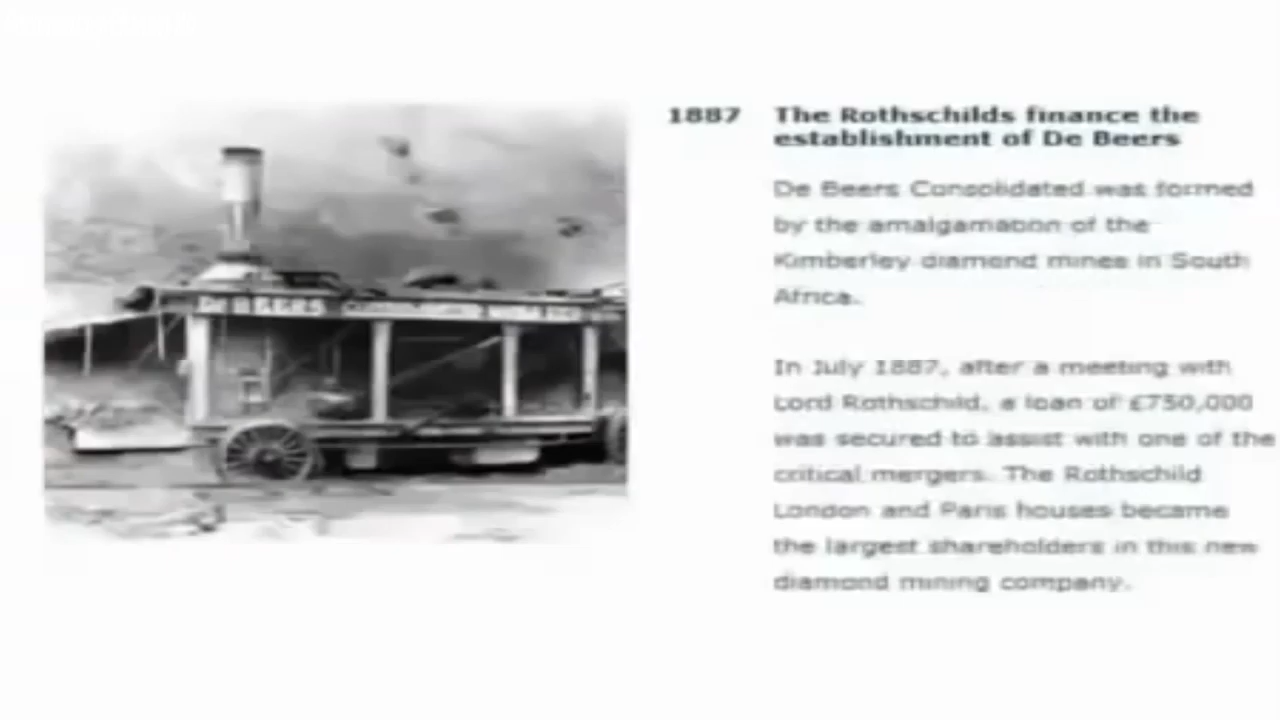 1887 The Rothschilds finance the
establishment of De Beers
De Beers Consolidated was formed
by the amalgamation of the
Kimberley diamond mines in South
Africa.
In July 1887, after a meeting with
Lord Rothschild, a loan of £750,000
was secured to assist with one of the
critical mergers. The Rothschild
London and Paris houses became
the largest shareholders in this new
diamond mining company.
De BEERS